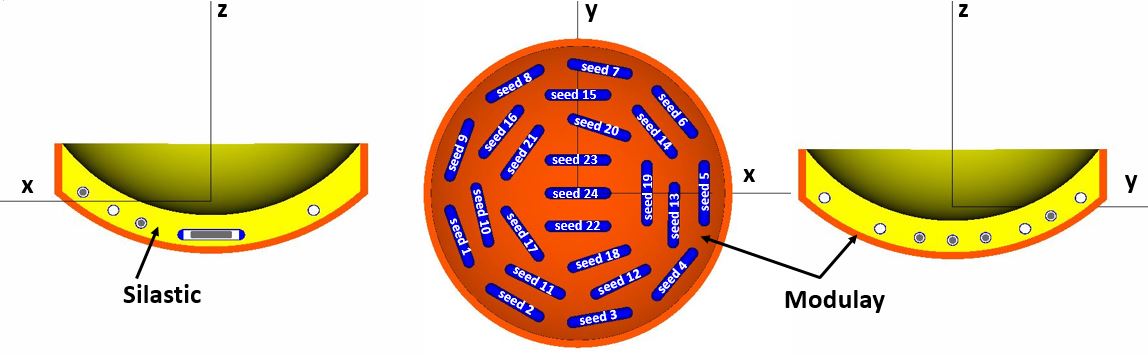 z
x
Silastic
y
seed 7
seed 8
seed 15
seed 6
seed 16
seed 20
seed 14
seed 9
seed 21
seed 23
seed 19
seed 5
x
seed 24
seed 13
seed 10
seed 1
seed 17
seed 22
seed 18
seed 4
seed 11
seed 12
seed 2
seed 3
z
y
Modulay